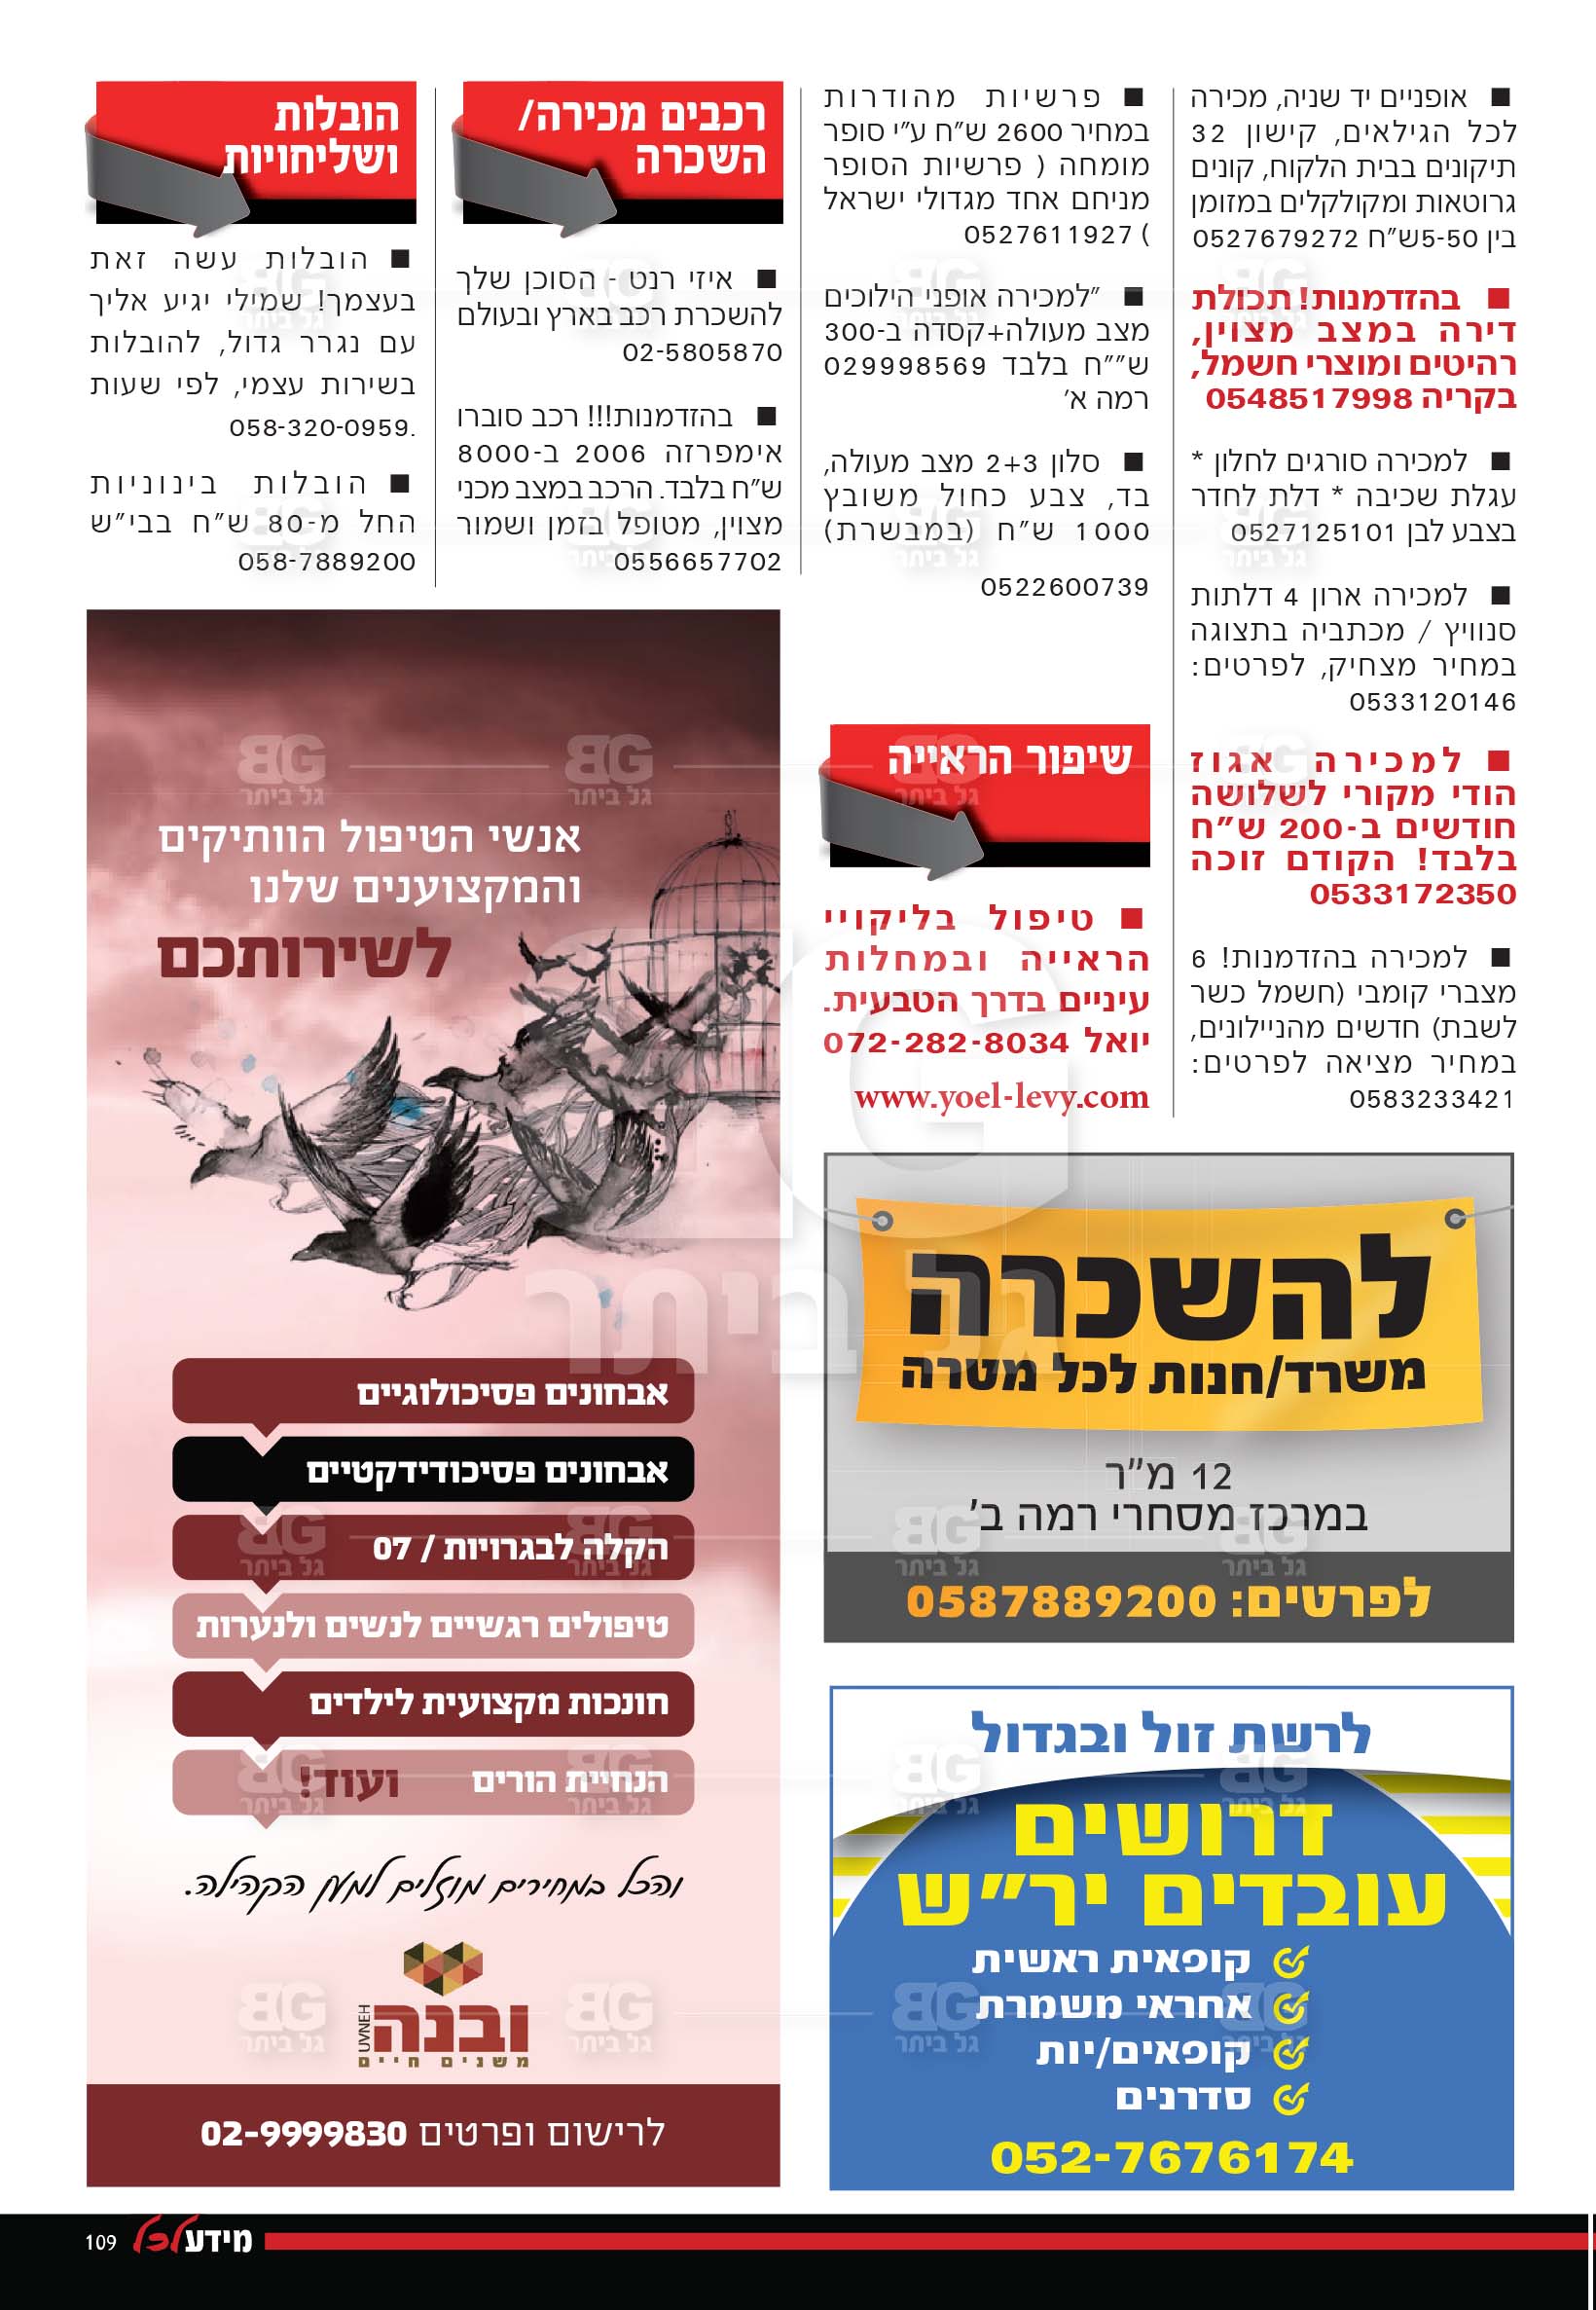 ■ אופניים יד שניה, מכירה
לכל הגילאים, קישון 32
תיקונים בבית הלקוח, קונים
גרוטאות ומקולקלים במזומן
בין 5-50ש"ח 0527679272
■ בהזדמנות! תכולת
דירה במצב מצוין,
רהיטים ומוצרי חשמל,
בקריה 0548517998
■ למכירה סורגים לחלון *
עגלת שכיבה * דלת לחדר
בצבע לבן 0527125101
■ למכירה ארון 4 דלתות
סנוויץ / מכתביה בתצוגה
במחיר מצחיק, לפרטים:
0533120146
■ למכירה אגוז
הודי מקורי לשלושה
חודשים ב-200 ש"ח
בלבד! הקודם זוכה
0533172350
■ למכירה בהזדמנות! 6
מצברי קומבי (חשמל כשר
לשבת) חדשים מהניילונים,
במחיר מציאה לפרטים:
0583233421
■ פרשיות מהודרות
במחיר 2600 ש"ח ע"י סופר
מומחה ( פרשיות הסופר
מניחם אחד מגדולי ישראל
) 0527611927
■ "למכירה אופני הילוכים
מצב מעולה+קסדה ב-300
ש""ח בלבד 029998569
רמה א'
■ סלון 2+3 מצב מעולה,
בד, צבע כחול משובץ
1000 ש"ח (במבשרת)
0522600739
שיפור הראייה
■ טיפול בליקויי
הראייה ובמחלות
עיניים בדרך הטבעית.
יואל 072-282-8034
www.yoel-levy.com
רכבים מכירה/
השכרה
■ איזי רנט - הסוכן שלך
להשכרת רכב בארץ ובעולם
02-5805870
■ בהזדמנות!!! רכב סוברו
אימפרזה 2006 ב-8000
ש"ח בלבד. הרכב במצב מכני
מצוין, מטופל בזמן ושמור
0556657702
הובלות
ושליחויות
■ הובלות עשה זאת
בעצמך! שמילי יגיע אליך
עם נגרר גדול, להובלות
בשירות עצמי, לפי שעות
.058-320-0959
■ הובלות בינוניות
החל מ-80 ש"ח בבי"ש
058-7889200
להשכרה
משרד/חנות לכל מטרה
12 מ"ר
במרכז מסחרי רמה ב'
לפרטים: 0587889200
לרשת זול ובגדול
דרושים
עובדים יר"ש
קופאית ראשית
אחראי משמרת
קופאים/יות
סדרנים
052-7676174
אנשי הטיפול הוותיקים
והמקצוענים שלנו
לשירותכם
אבחונים פסיכולוגיים
אבחונים פסיכודידקטיים
הקלה לבגרויות / 07
טיפולים רגשיים לנשים ולנערות
חונכות מקצועית לילדים
הנחיית הורים ועוד!
והכל במחירים מוזלים למען הקהילה.
ובנה
UVNEH
משנים חיים
לרישום ופרטים 02-9999830
BG
גל ביתר
מידע לכל
109